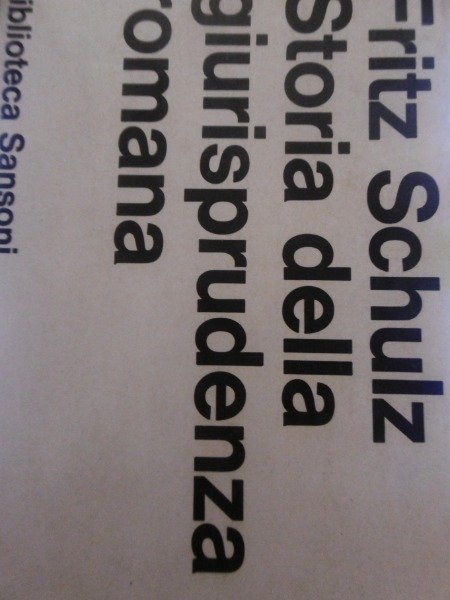 Fritz Schulz
Storia della
giurisprudenza
romana
Biblioteca Sansoni